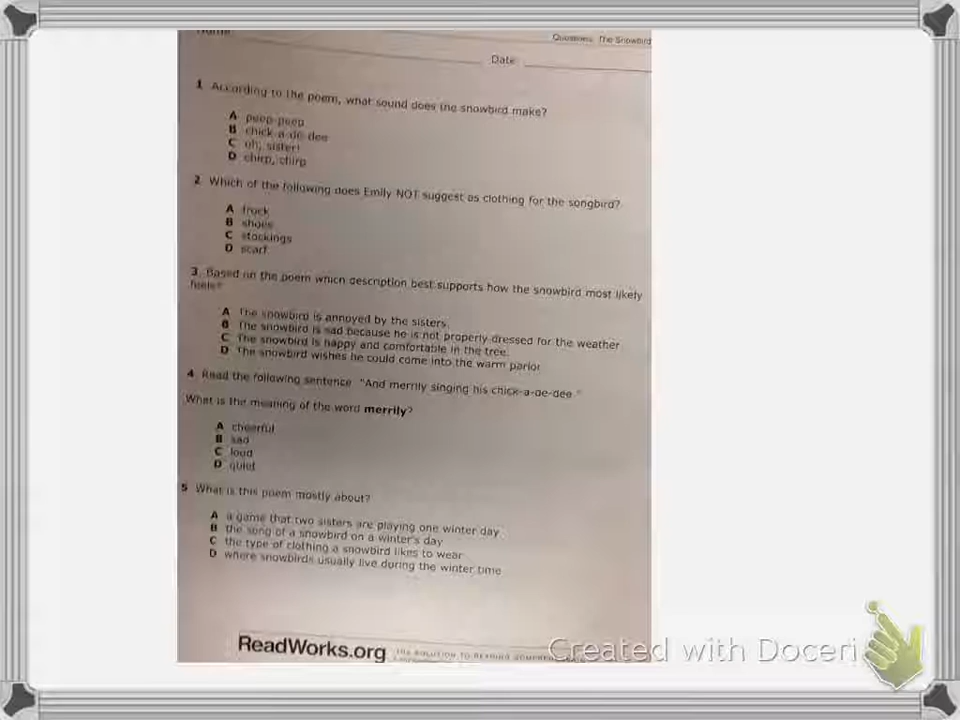 Name
Questions: The Snowbird
Date
1 According to the poem, what sound does the snowbird make?
A peep peep
B chick-a-de-dee
C oh, sister!
D chirp, chirp
2 Which of the following does Emily NOT suggest as clothing for the songbird?
A frock
B shoes
C stockings
D scarf
3. Based on the poem which description best supports how the snowbird most likely
feels?
A The snowbird is annoyed by the sisters.
B The snowbird is sad because he is not properly dressed for the weather
C The snowbird is happy and comfortable in the tree.
D The snowbird wishes he could come into the warm parlor
4 Read the following sentence "And merrily singing his chick-a-de-dee."
What is the meaning of the word merrily?
A cheerful
B sad
C loud
D quiet
5 What is this poem mostly about?
A a game that two sisters are playing one winter day
B the song of a snowbird on a winter's day
C the type of clothing a snowbird likes to wear
D where snowbirds usually live during the winter time
ReadWorks.org THE SOLUTION TO READING
Created with Doceri